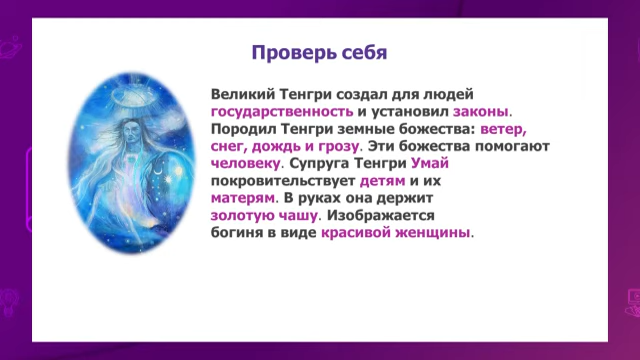 Проверь себя
Великий Тенгри создал для людей
государственность и установил законы.
Породил Тенгри земные божества: ветер,
снег, дождь и грозу. Эти божества помогают
человеку. Супруга Тенгри Умай
покровительствует детям и их
матерям. В руках она держит
золотую чашу. Изображается
богиня в виде красивой женщины.